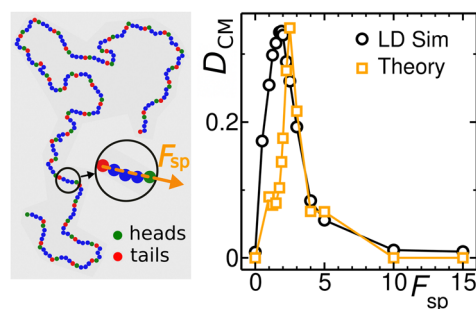 F_sp
heads
tails
D_CM
LD Sim
Theory
0.2
0
0
5
10
15
F_sp